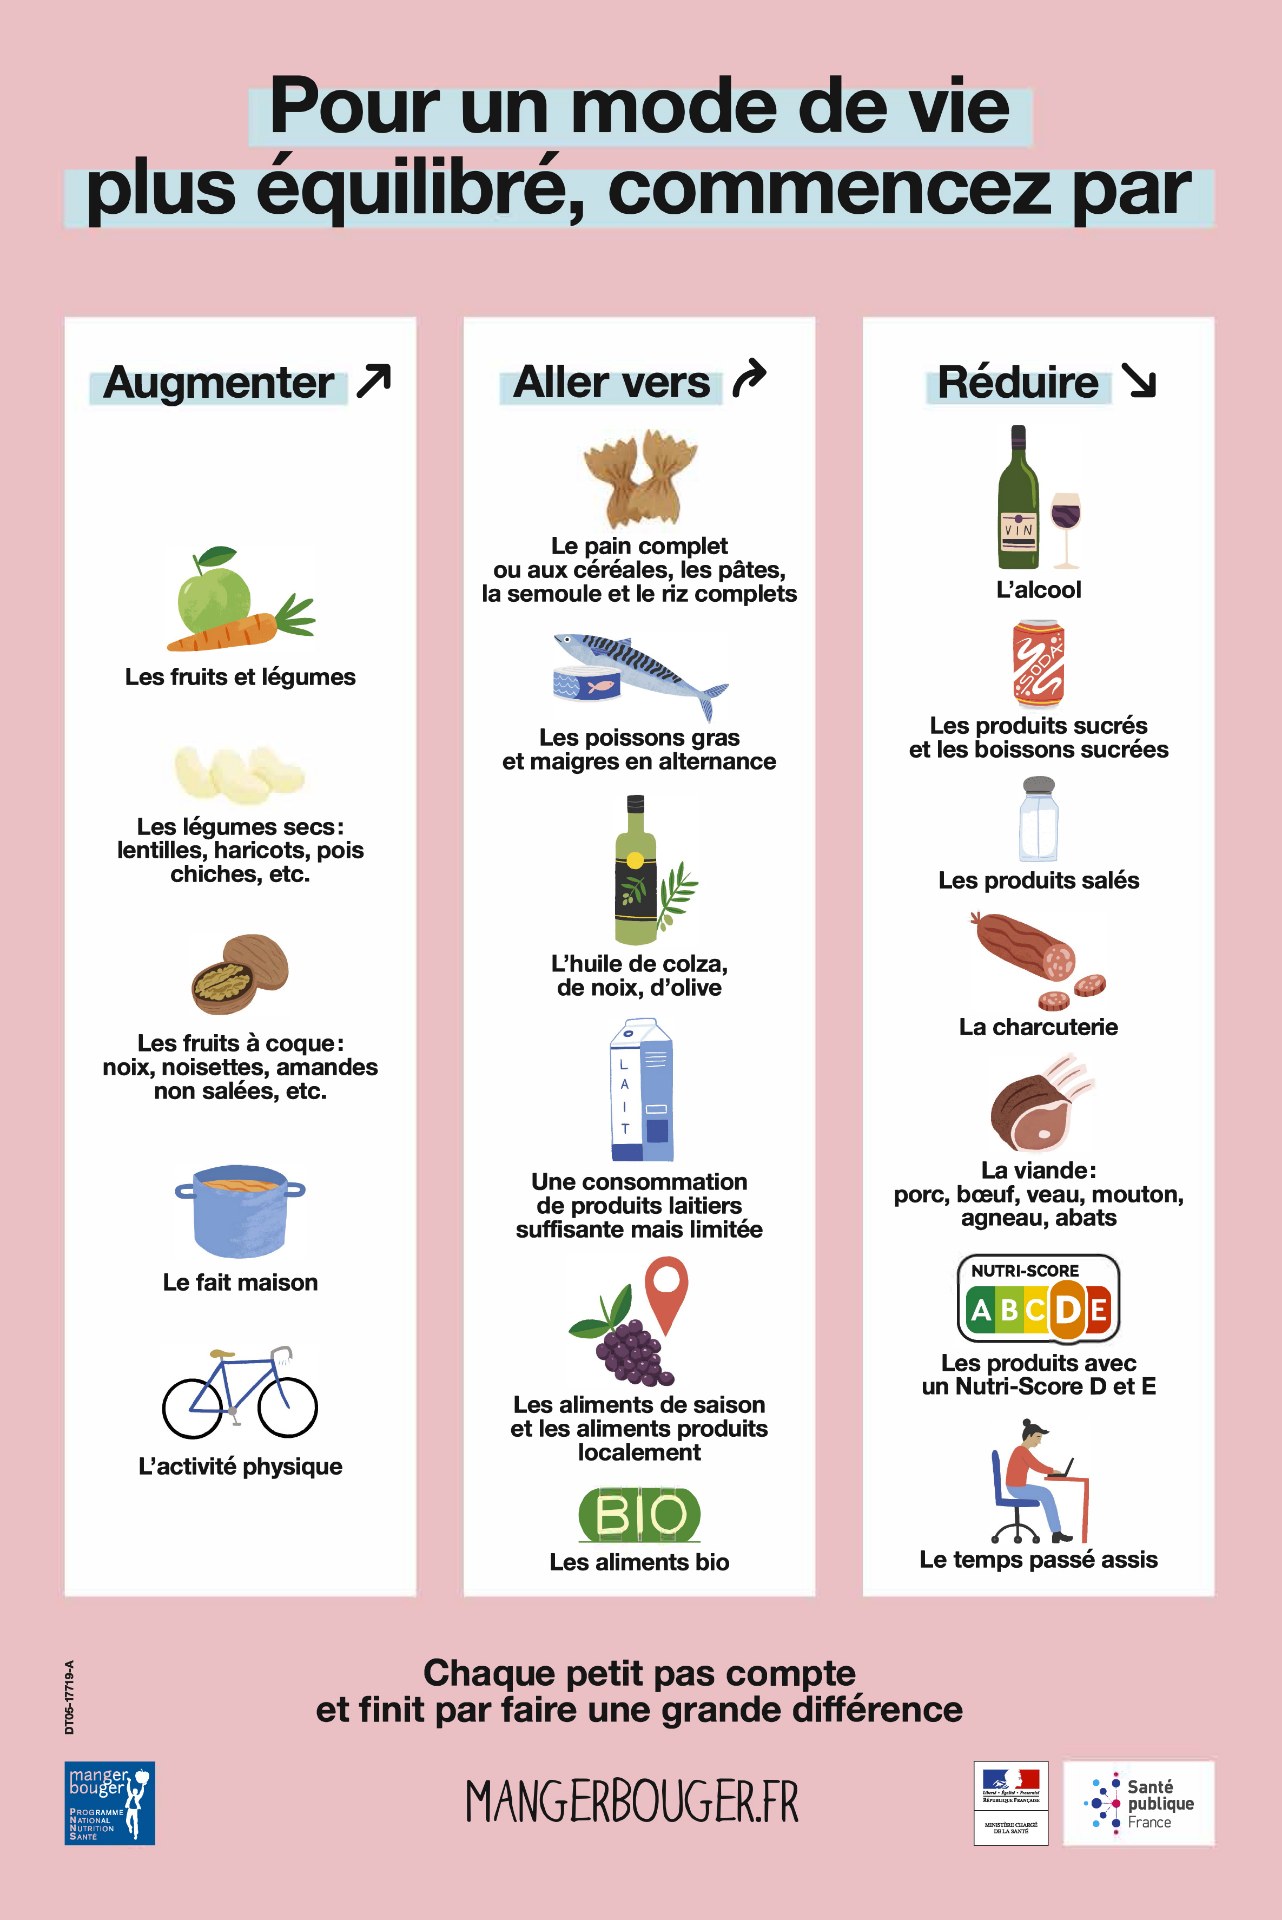 Pour un mode de vie
plus équilibré, commencez par
Augmenter
Les fruits et légumes
Les légumes secs :
lentilles, haricots, pois
chiches, etc.
Les fruits à coque :
noix, noisettes, amandes
non salées, etc.
Le fait maison
L'activité physique
Aller vers
Le pain complet
ou aux céréales, les pâtes,
la semoule et le riz complets
Les poissons gras
et maigres en alternance
L'huile de colza,
de noix, d'olive
LAIT
Une consommation
de produits laitiers
suffisante mais limitée
Les aliments de saison
et les aliments produits
localement
BIO
Les aliments bio
Réduire
VIN
L'alcool
SODA
Les produits sucrés
et les boissons sucrées
Les produits salés
La charcuterie
La viande :
porc, bœuf, veau, mouton,
agneau, abats
NUTRI-SCORE
A B C D E
Les produits avec
un Nutri-Score D et E
Le temps passé assis
Chaque petit pas compte
et finit par faire une grande différence
DT06-17719-A
manger
bouger
PROGRAMME
NATIONAL
NUTRITION
SANTÉ
MANGERBOUGER.FR
Liberté • Égalité • Fraternité
RÉPUBLIQUE FRANÇAISE
MINISTÈRE CHARGÉ
DE LA SANTÉ
Santé
publique
France